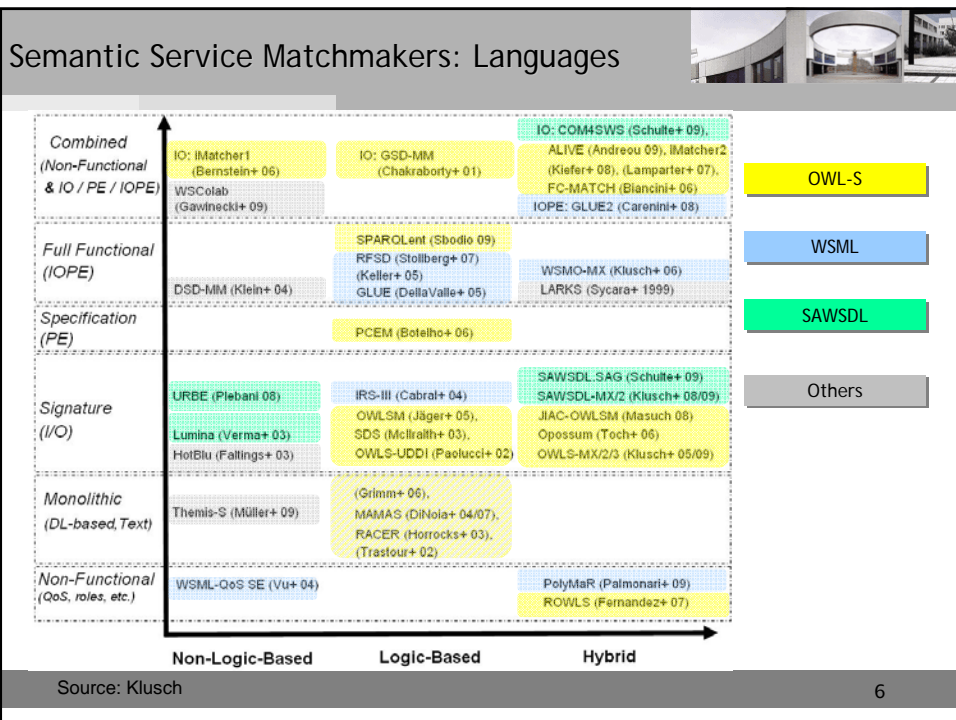 Semantic Service Matchmakers: Languages
Combined
(Non-Functional
& IO / PE / IOPE)
IO: iMatcher1
(Bernstein+ 06)
WSColab
(Gawinecki+ 09)
IO: GSD-MM
(Chakraborty+ 01)
IO: COM4SWS (Schulte+ 09),
ALIVE (Andreou 09), iMatcher2
(Kiefer+ 08), (Lamparter+ 07),
FC-MATCH (Biancini+ 06)
IOPE: GLUE2 (Carenini+ 08)
Full Functional
(IOPE)
DSD-MM (Klein+ 04)
SPARQLent (Sbodio 09)
RFSD (Stollberg+ 07)
(Keller+ 05)
GLUE (DellaValle+ 05)
WSMO-MX (Klusch+ 06)
LARKS (Sycara+ 1999)
Specification
(PE)
PCEM (Botelho+ 06)
Signature
(I/O)
URBE (Plebani 08)
Lumina (Verma+ 03)
HotBlu (Faltings+ 03)
IRS-III (Cabral+ 04)
OWLSM (Jäger+ 05),
SDS (McIlraith+ 03),
OWLS-UDDI (Paolucci+ 02)
SAWSDL.SAG (Schulte+ 09)
SAWSDL-MX/2 (Klusch+ 08/09)
JIAC-OWLSM (Masuch 08)
Opossum (Toch+ 06)
OWLS-MX/2/3 (Klusch+ 05/09)
Monolithic
(DL-based, Text)
Themis-S (Müller+ 09)
(Grimm+ 06),
MAMAS (DiNoia+ 04/07),
RACER (Horrocks+ 03),
(Trastour+ 02)
Non-Functional
(QoS, roles, etc.)
WSML-QoS SE (Vu+ 04)
PolyMaR (Palmonari+ 09)
ROWLS (Fernandez+ 07)
Non-Logic-Based
Logic-Based
Hybrid
OWL-S
WSML
SAWSDL
Others
Source: Klusch
6